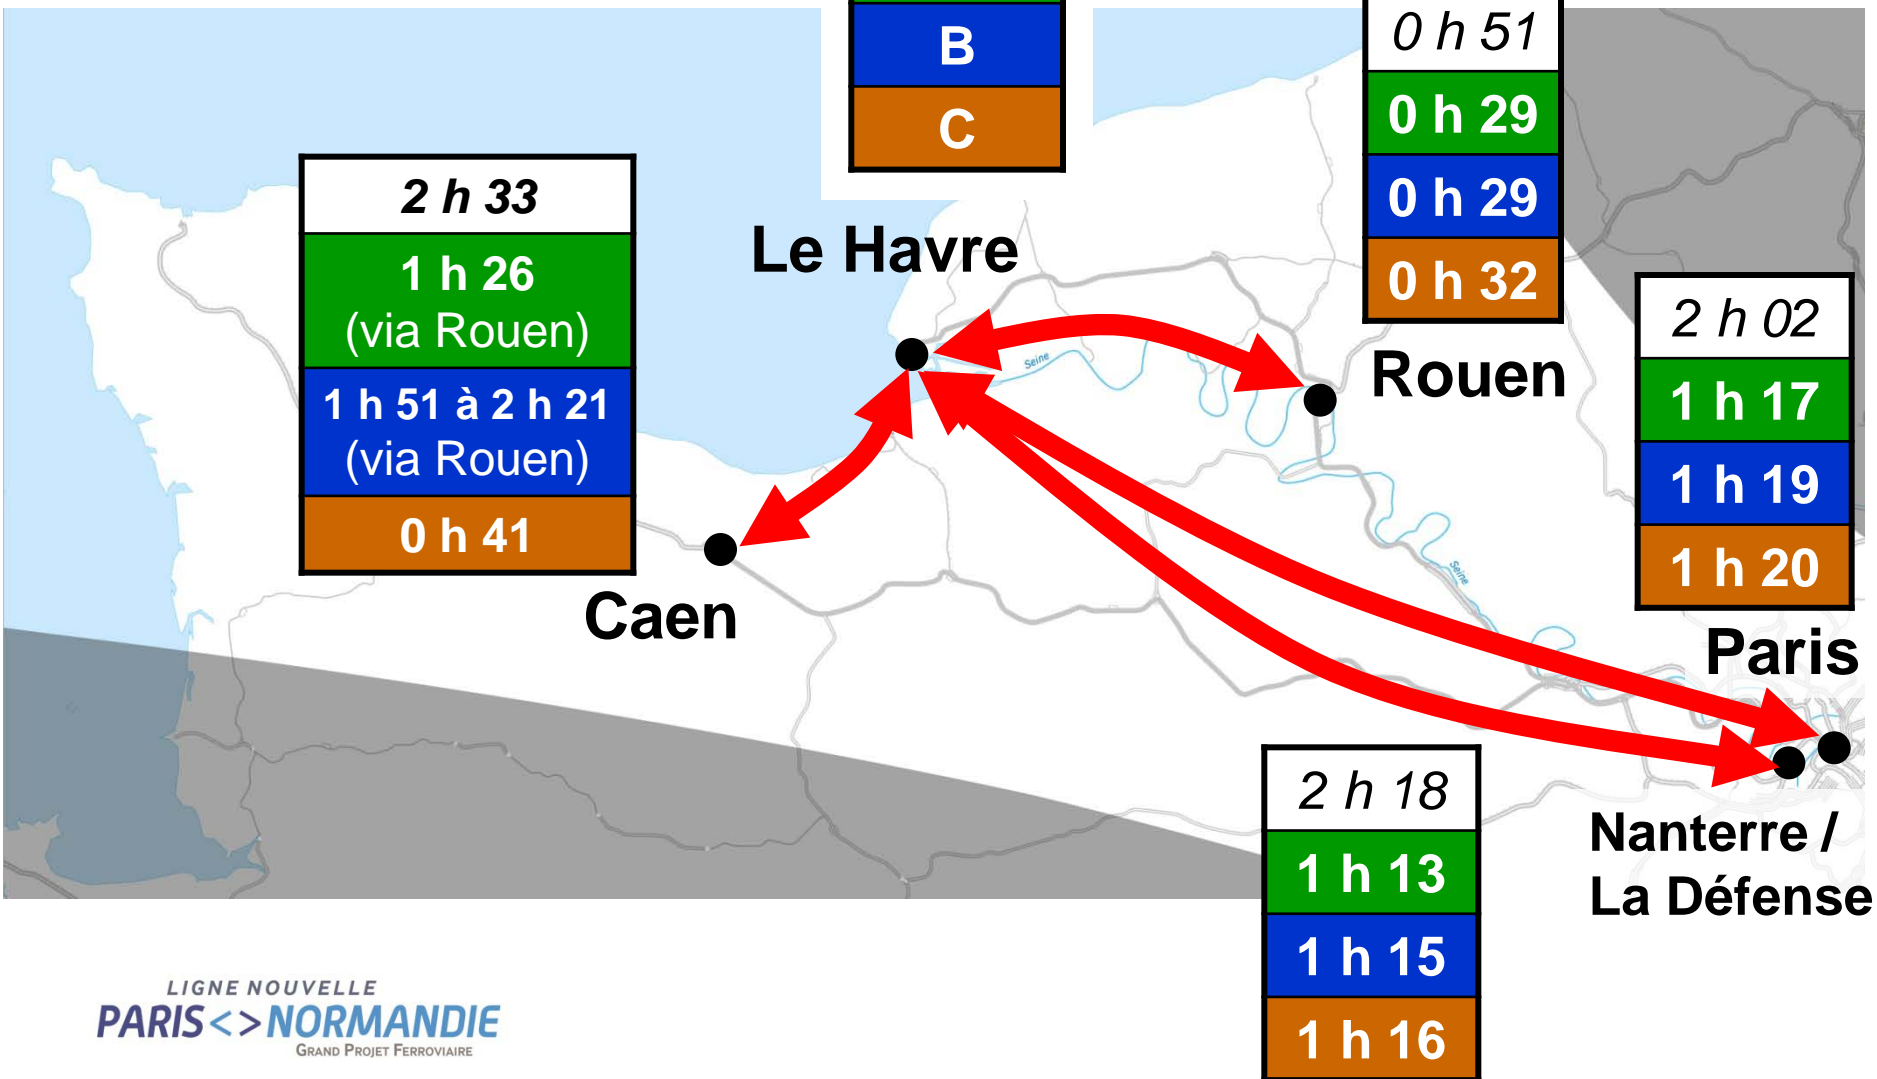 B
C
0 h 51
0 h 29
0 h 29
0 h 32
2 h 33
1 h 26
(via Rouen)
1 h 51 à 2 h 21
(via Rouen)
0 h 41
Le Havre
Seine
Rouen
2 h 02
1 h 17
1 h 19
1 h 20
Caen
Seine
Paris
2 h 18
1 h 13
1 h 15
1 h 16
Nanterre /
La Défense
LIGNE NOUVELLE
PARIS <> NORMANDIE
GRAND PROJET FERROVIAIRE